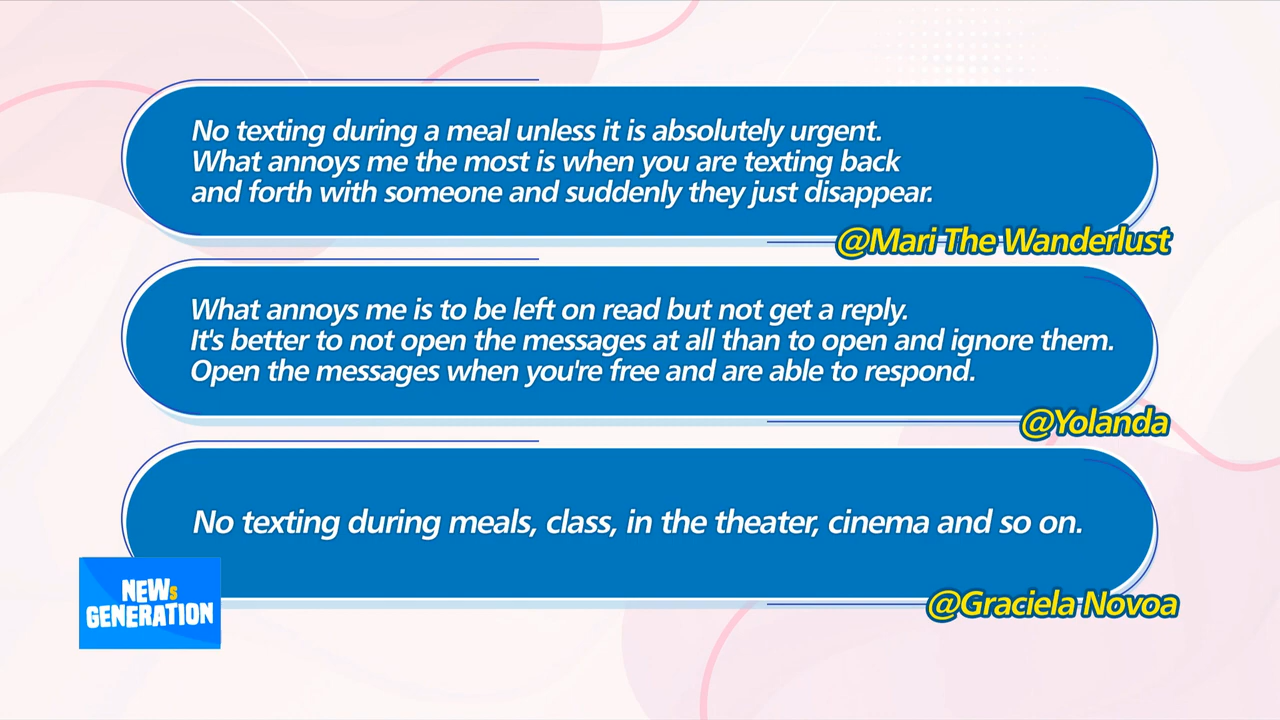 No texting during a meal unless it is absolutely urgent.
What annoys me the most is when you are texting back
and forth with someone and suddenly they just disappear.
@Mari The Wanderlust
What annoys me is to be left on read but not get a reply.
It's better to not open the messages at all than to open and ignore them.
Open the messages when you're free and are able to respond.
@Yolanda
No texting during meals, class, in the theater, cinema and so on.
@Graciela Novoa
NEWs
GENERATION